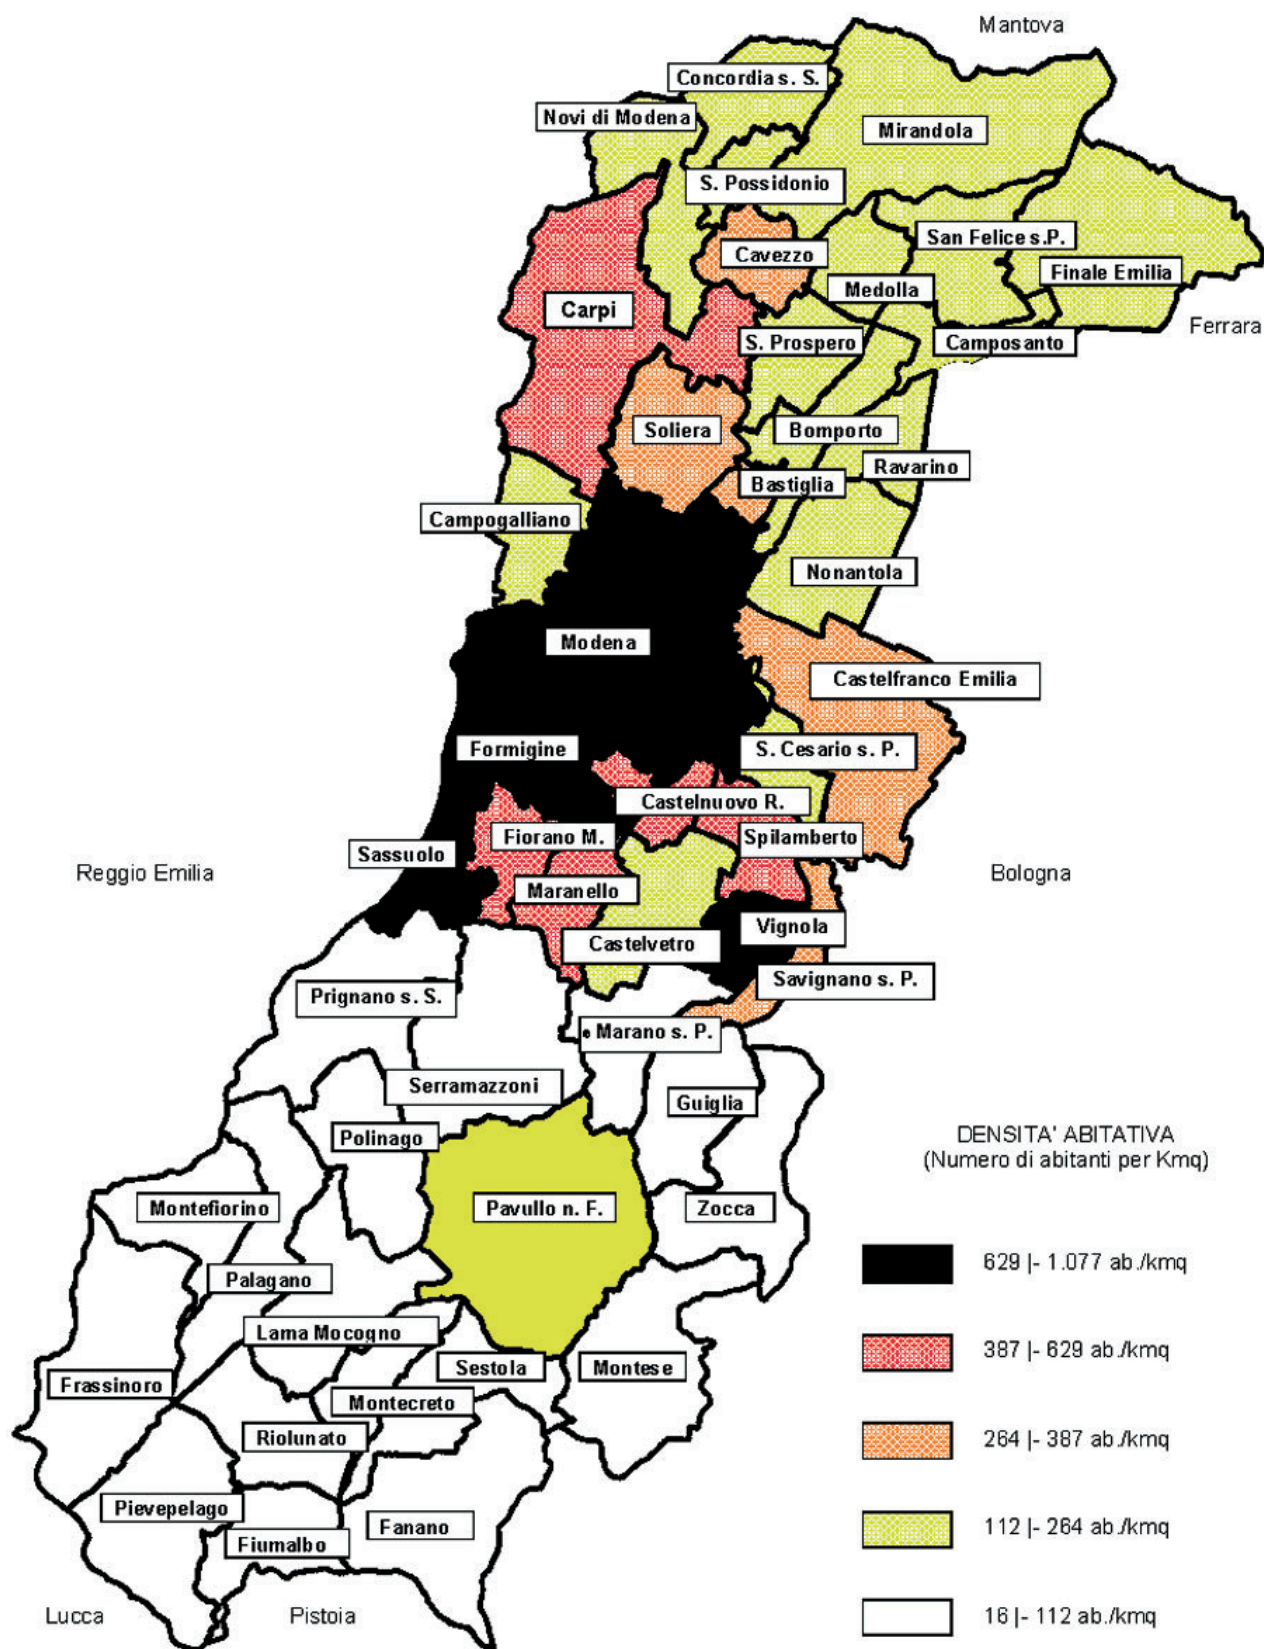 Mantova
Concordia s. S.
Novi di Modena
Mirandola
S. Possidonio
San Felice s.P.
Cavezzo
Finale Emilia
Medolla
Carpi
Ferrara
S. Prospero
Camposanto
Soliera
Bomporto
Ravarino
Bastiglia
Campogalliano
Nonantola
Modena
Castelfranco Emilia
Formigine
S. Cesario s. P.
Castelnuovo R.
Fiorano M.
Spilamberto
Sassuolo
Reggio Emilia
Bologna
Maranello
Vignola
Castelvetro
Savignano s. P.
Prignano s. S.
Marano s. P.
Serramazzoni
Guiglia
Polinago
DENSITA' ABITATIVA
(Numero di abitanti per Kmq)
Montefiorino
Pavullo n. F.
Zocca
629 |- 1.077 ab./kmq
Palagano
Lama Mocogno
387 |- 629 ab./kmq
Sestola
Montese
Frassinoro
Montecreto
Riolunato
264 |- 387 ab./kmq
Pievepelago
Fanano
112 |- 264 ab./kmq
Fiumalbo
Lucca
Pistoia
16 |- 112 ab./kmq